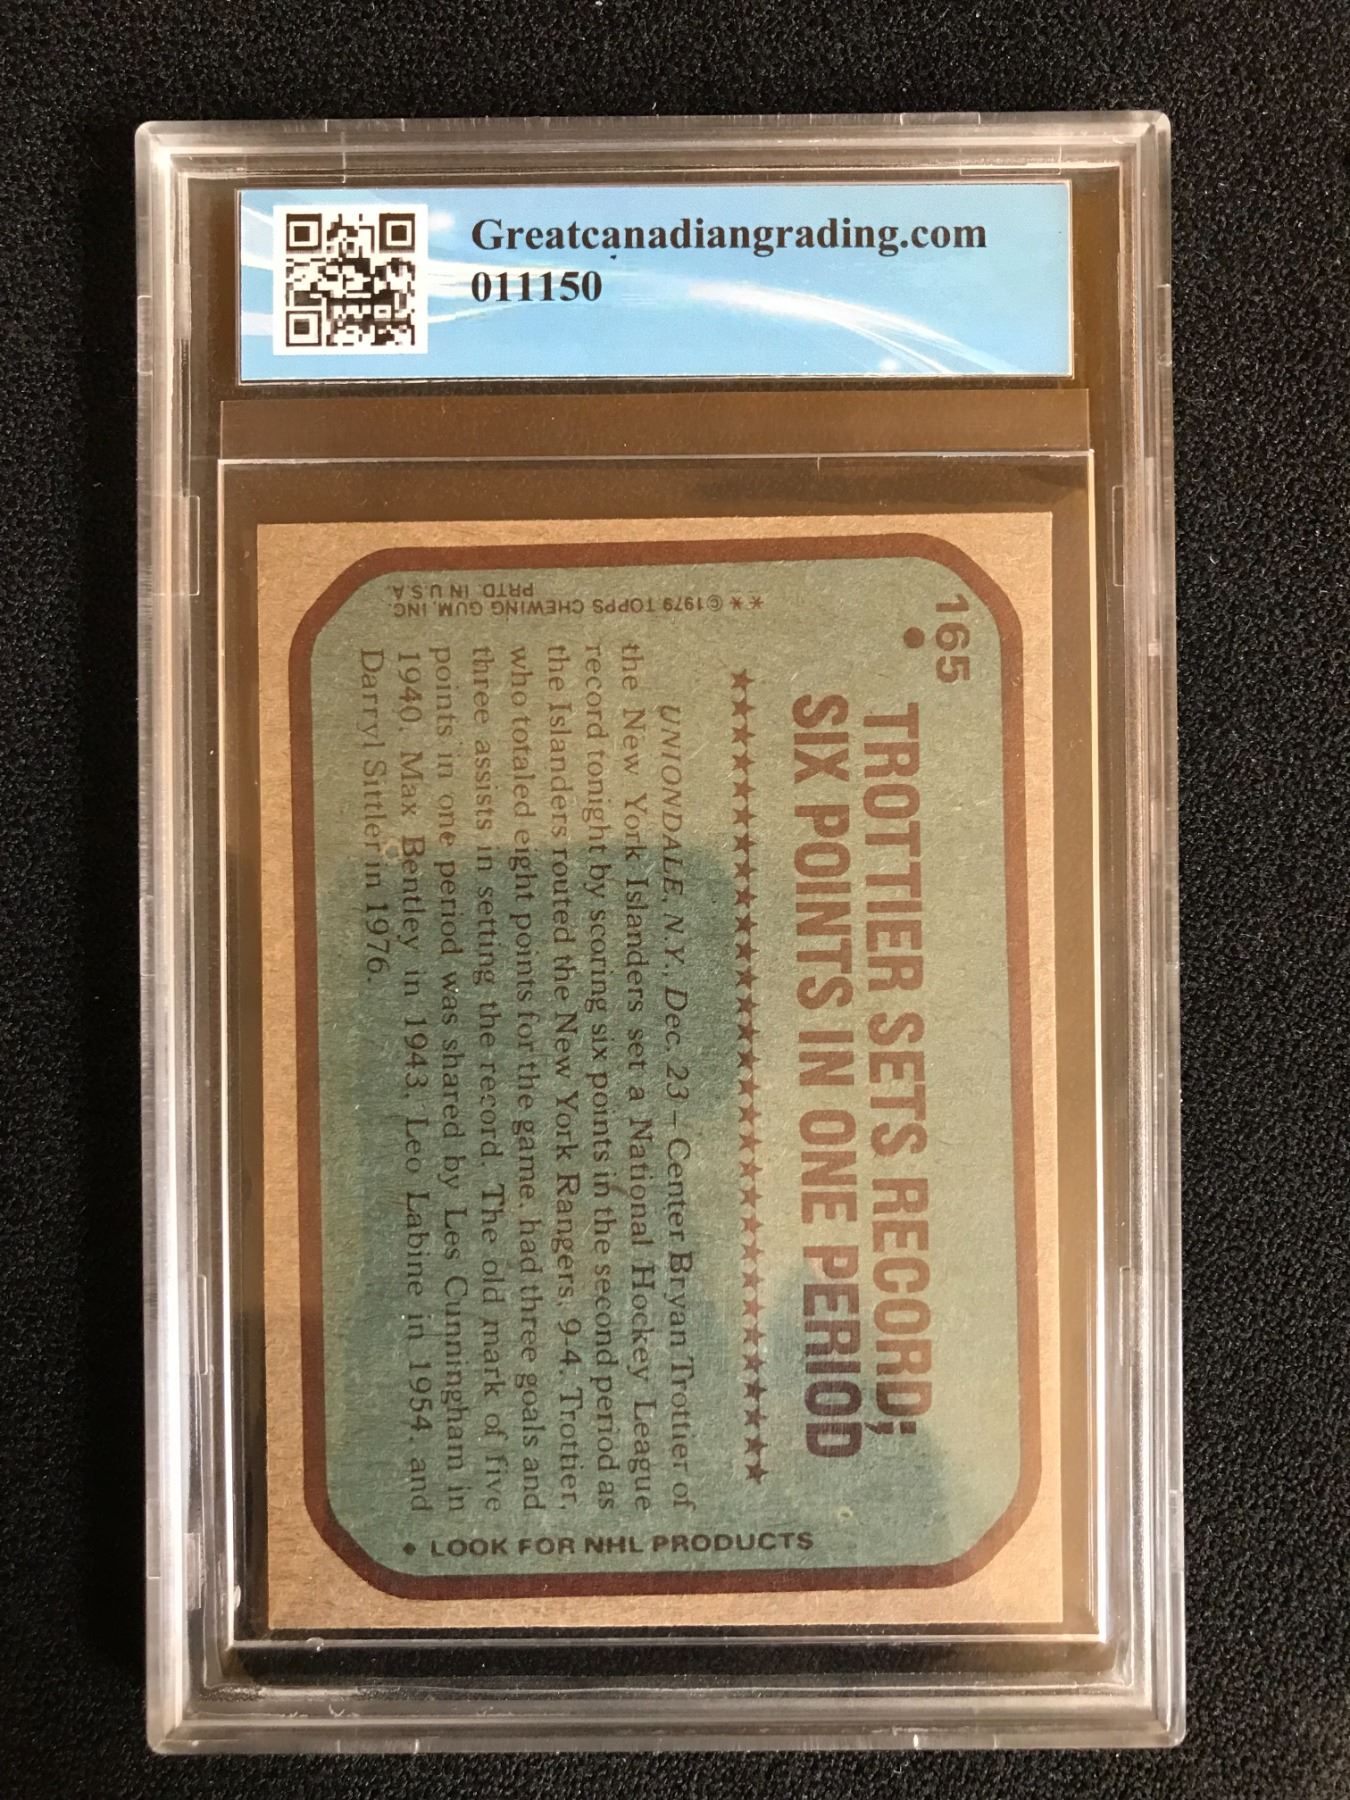 Greatcanadiangrading.com
011150
165
TROTTIER SETS RECORD;
SIX POINTS IN ONE PERIOD
UNIONDALE, N.Y., Dec. 23 – Center Bryan Trottier of
the New York Islanders set a National Hockey League
record tonight by scoring six points in the second period as
the Islanders routed the New York Rangers, 9-4. Trottier,
who totaled eight points for the game, had three goals and
three assists in setting the record. The old mark of five
points in one period was shared by Les Cunningham in
1940, Max Bentley in 1943, Leo Labine in 1954, and
Darryl Sittler in 1976.
**©1979 TOPPS CHEWING GUM, INC.
PRTD. IN U.S.A.
• LOOK FOR NHL PRODUCTS